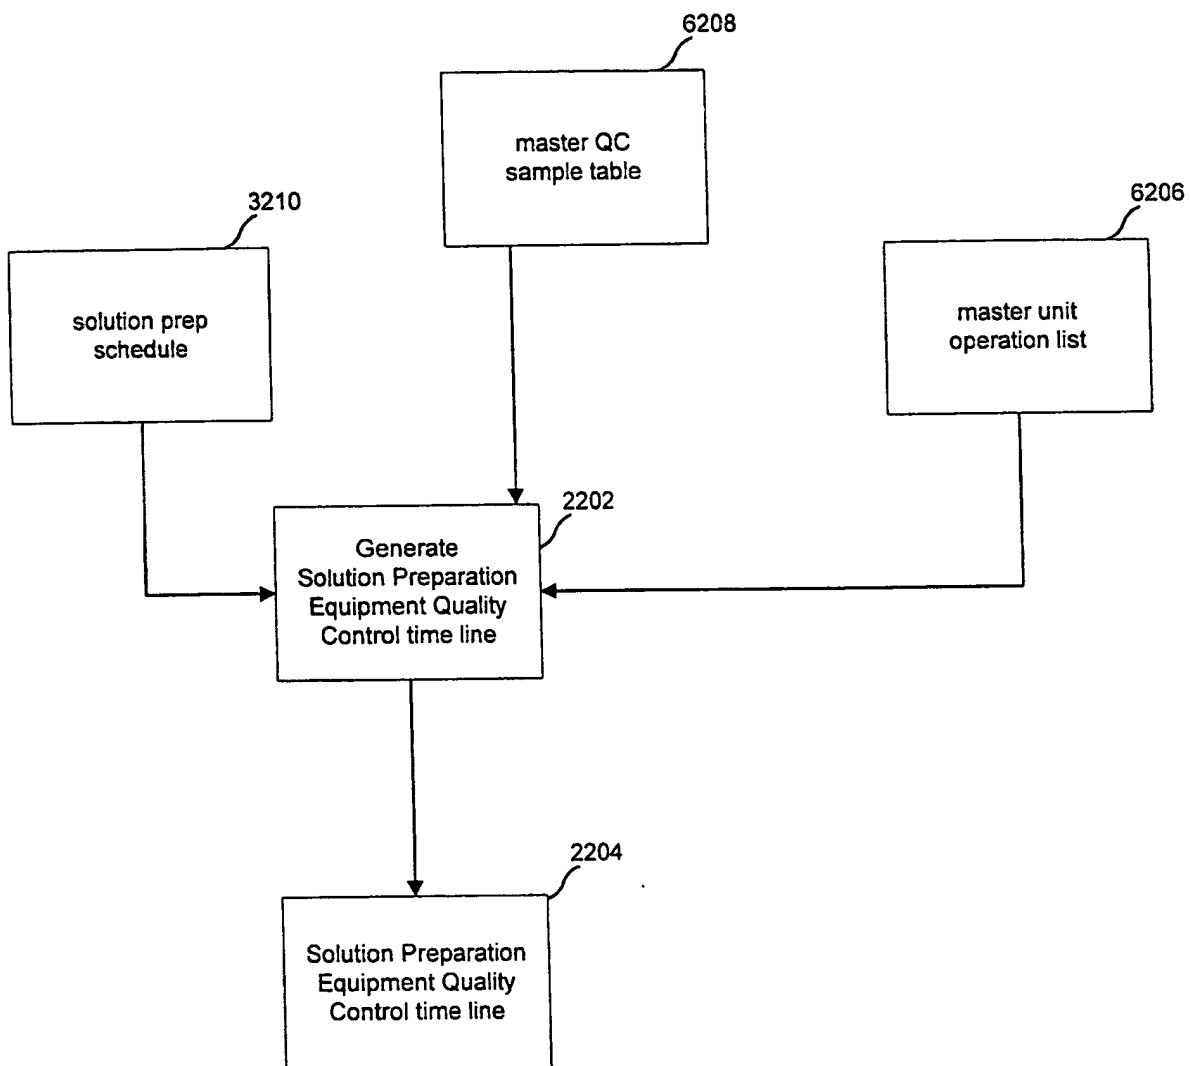 6208
master QC
sample table
3210
solution prep
schedule
6206
master unit
operation list
2202
Generate
Solution Preparation
Equipment Quality
Control time line
2204
Solution Preparation
Equipment Quality
Control time line